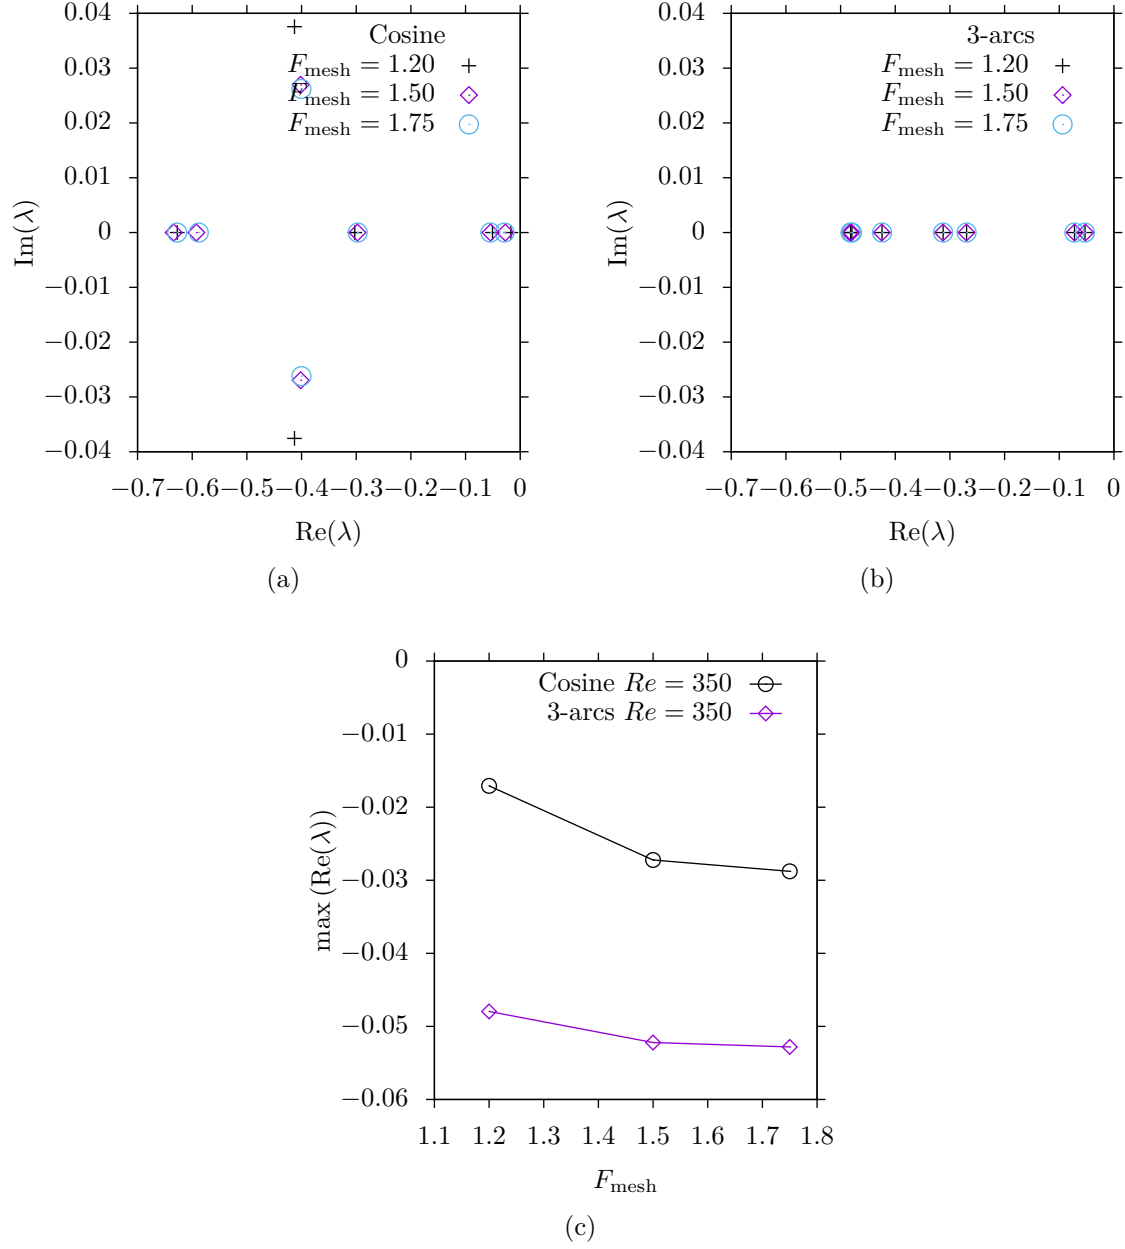 0.04
0.03
0.02
0.01
0
−0.01
−0.02
−0.03
−0.04
Im(λ)
Cosine
F_mesh = 1.20
F_mesh = 1.50
F_mesh = 1.75
−0.7 −0.6 −0.5 −0.4 −0.3 −0.2 −0.1 0
Re(λ)
(a)
0.04
0.03
0.02
0.01
0
−0.01
−0.02
−0.03
−0.04
Im(λ)
3-arcs
F_mesh = 1.20
F_mesh = 1.50
F_mesh = 1.75
−0.7 −0.6 −0.5 −0.4 −0.3 −0.2 −0.1 0
Re(λ)
(b)
0
−0.01
−0.02
−0.03
−0.04
−0.05
−0.06
max (Re(λ))
Cosine Re = 350
3-arcs Re = 350
1.1 1.2 1.3 1.4 1.5 1.6 1.7 1.8
F_mesh
(c)